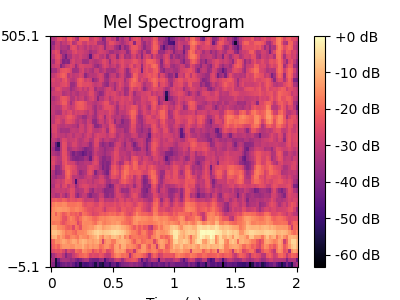 Mel Spectrogram
505.1
−5.1
0
0.5
1
1.5
2
+0 dB
-10 dB
-20 dB
-30 dB
-40 dB
-50 dB
-60 dB